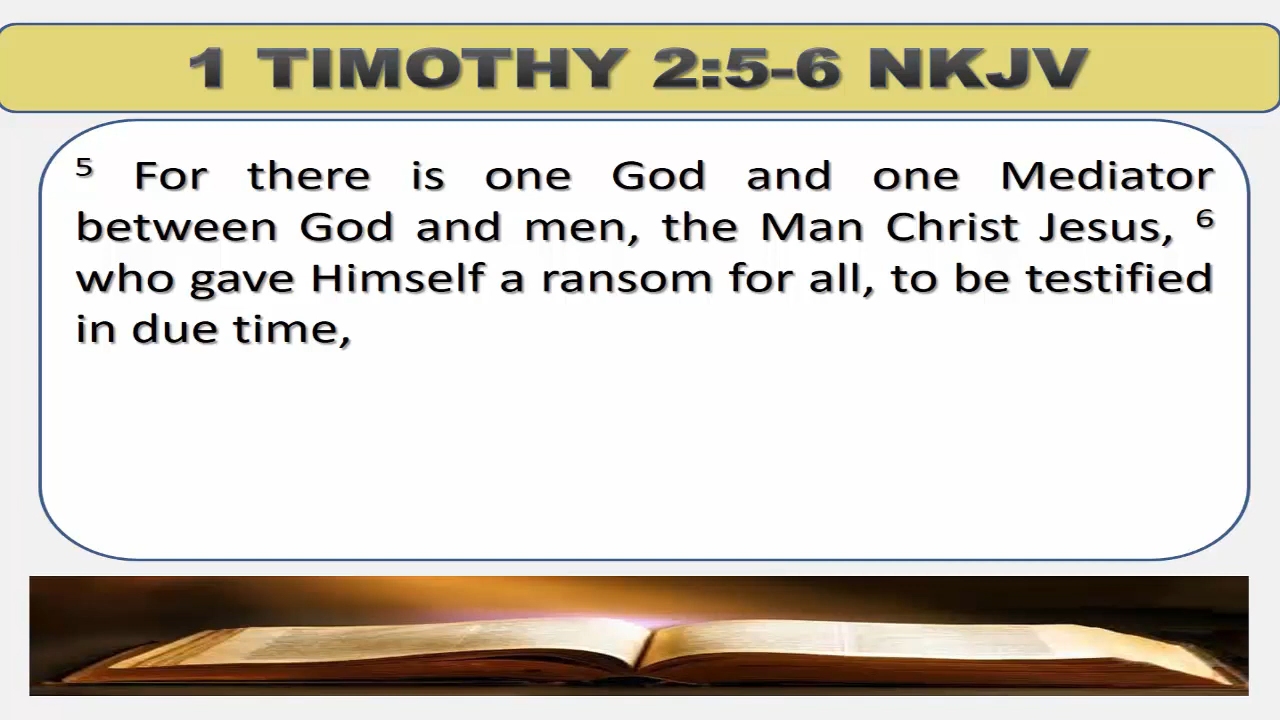 1 TIMOTHY 2:5-6 NKJV
5 For there is one God and one Mediator
between God and men, the Man Christ Jesus, 6
who gave Himself a ransom for all, to be testified
in due time,